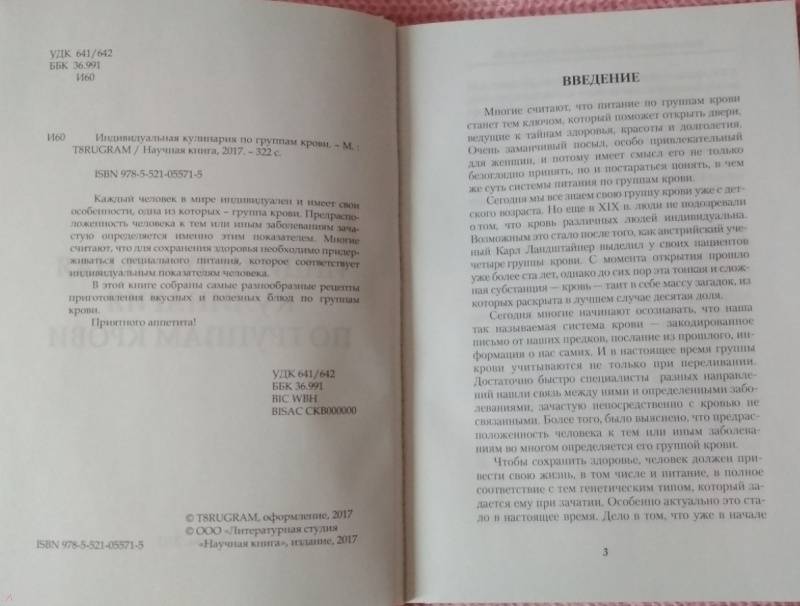 УДК 641/642
ББК 36.991
И60
И60 Индивидуальная кулинария по группам крови. – М. :
T8RUGRAM / Научная книга, 2017. – 322 с.
ISBN 978-5-521-05571-5
Каждый человек в мире индивидуален и имеет свои
особенности, одна из которых – группа крови. Предраспо-
ложенность человека к тем или иным заболеваниям зача-
стую определяется именно этим показателем. Многие
считают, что для сохранения здоровья необходимо придер-
живаться специального питания, которое соответствует
индивидуальным показателям человека.
В этой книге собраны самые разнообразные рецепты
приготовления вкусных и полезных блюд по группам
крови.
Приятного аппетита!
УДК 641/642
ББК 36.991
BIC WBH
BISAC CKB000000
© T8RUGRAM, оформление, 2017
© ООО «Литературная студия
ISBN 978-5-521-05571-5 «Научная книга», издание, 2017
ВВЕДЕНИЕ
Многие считают, что питание по группам крови
станет тем ключом, который поможет открыть двери,
ведущие к тайнам здоровья, красоты и долголетия.
Очень заманчивый посыл, особо привлекательный
для женщин, и потому имеет смысл его не только
безоглядно принять, но и постараться понять, в чем
же суть системы питания по группам крови.
Сегодня мы все знаем свою группу крови уже с дет-
ского возраста. Но еще в XIX в. люди не подозревали
о том, что кровь различных людей индивидуальна.
Возможным это стало после того, как австрийский уче-
ный Карл Ландштайнер выделил у своих пациентов
четыре группы крови. С момента открытия прошло
уже более ста лет, однако до сих пор эта тонкая и слож-
ная субстанция — кровь — таит в себе массу загадок, из
которых раскрыта в лучшем случае десятая доля.
Сегодня многие начинают осознавать, что наша
так называемая система крови — закодированное
письмо от наших предков, послание из прошлого, ин-
формация о нас самих. И в настоящее время группы
крови учитываются не только при переливании.
Достаточно быстро специалисты разных направле-
ний нашли связь между ними и определенными забо-
леваниями, зачастую непосредственно с кровью не
связанными. Более того, было выяснено, что предрас-
положенность человека к тем или иным заболева-
ниям во многом определяется его группой крови.
Чтобы сохранить здоровье, человек должен при-
вести свою жизнь, в том числе и питание, в полное
соответствие с тем генетическим типом, который за-
дается ему при зачатии. Особенно актуально это ста-
ло в настоящее время. Дело в том, что уже в начале
3